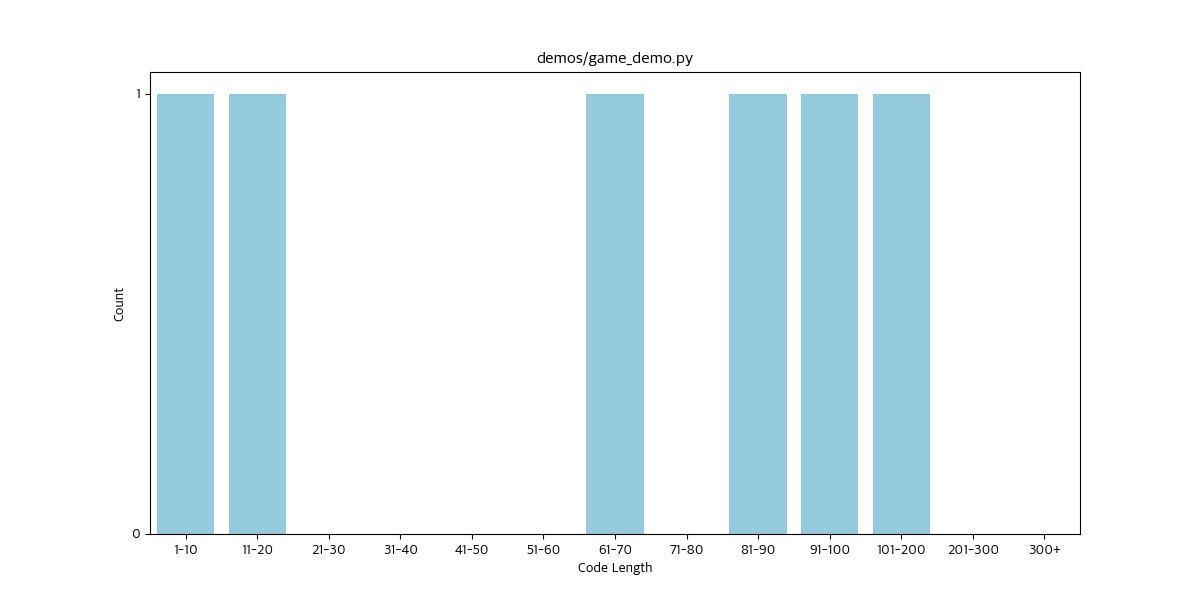 demos/game_demo.py
1
Count
0
1-10 11-20 21-30 31-40 41-50 51-60 61-70 71-80 81-90 91-100 101-200 201-300 300+
Code Length